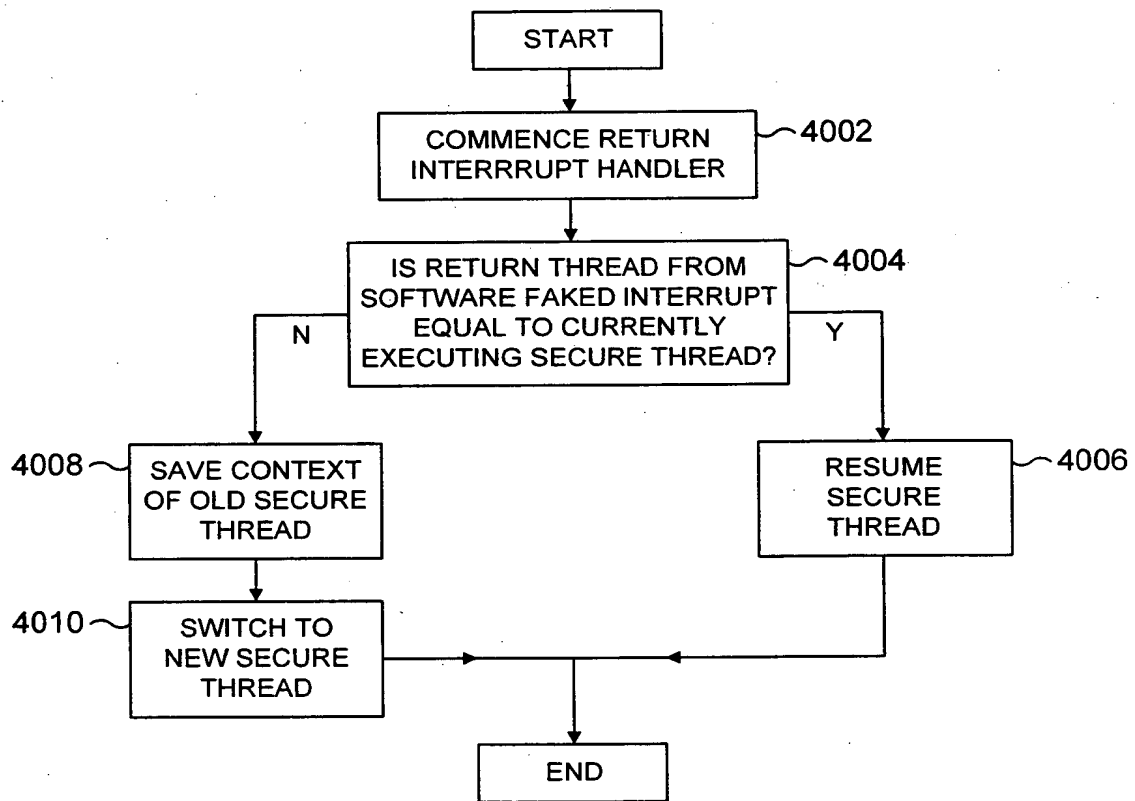 START
COMMENCE RETURN
INTERRRUPT HANDLER
4002
IS RETURN THREAD FROM
SOFTWARE FAKED INTERRUPT
EQUAL TO CURRENTLY
EXECUTING SECURE THREAD?
4004
N
Y
4008
SAVE CONTEXT
OF OLD SECURE
THREAD
RESUME
SECURE
THREAD
4006
4010
SWITCH TO
NEW SECURE
THREAD
END